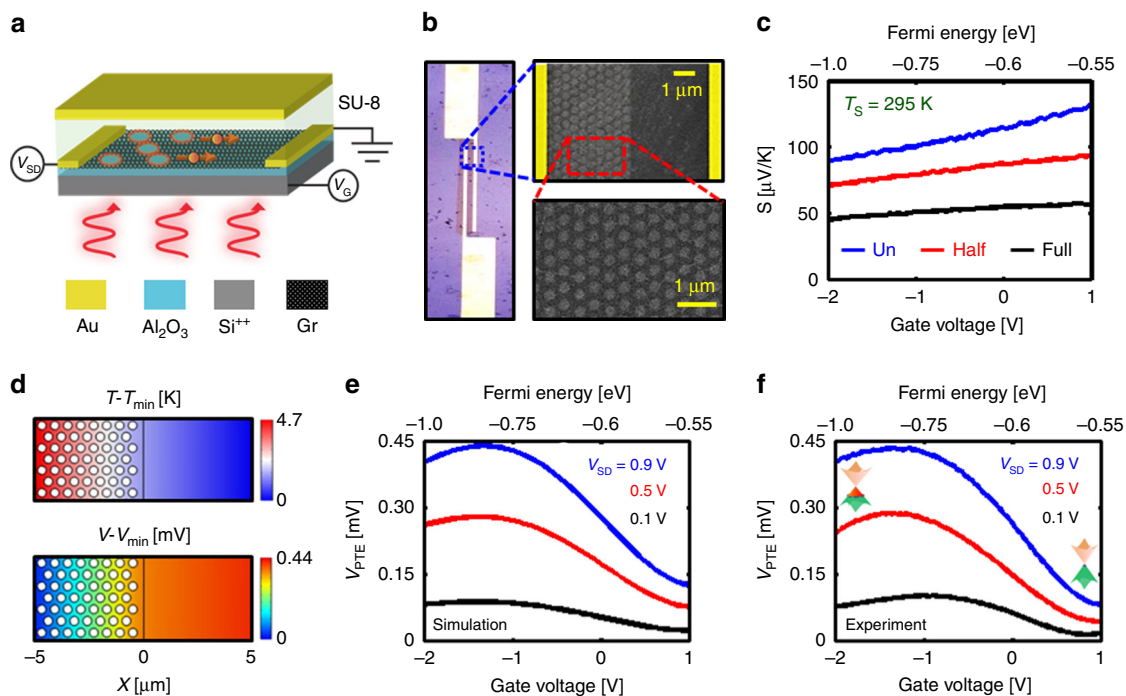 a
SU-8
V_SD
V_G
Au
Al₂O₃
Si⁺⁺
Gr
b
1 μm
1 μm
c
Fermi energy [eV]
−1.0 −0.75 −0.6 −0.55
150
100
50
0
S [μV/K]
T_S = 295 K
Un Half Full
−2 −1 0 1
Gate voltage [V]
d
T-T_min [K]
4.7
0
V-V_min [mV]
0.44
0
−5 0 5
X [μm]
e
Fermi energy [eV]
−1.0 −0.75 −0.6 −0.55
0.45
0.30
0.15
0
V_PTE [mV]
V_SD = 0.9 V
0.5 V
0.1 V
Simulation
−2 −1 0 1
Gate voltage [V]
f
Fermi energy [eV]
−1.0 −0.75 −0.6 −0.55
0.45
0.30
0.15
0
V_PTE [mV]
V_SD = 0.9 V
0.5 V
0.1 V
Experiment
−2 −1 0 1
Gate voltage [V]